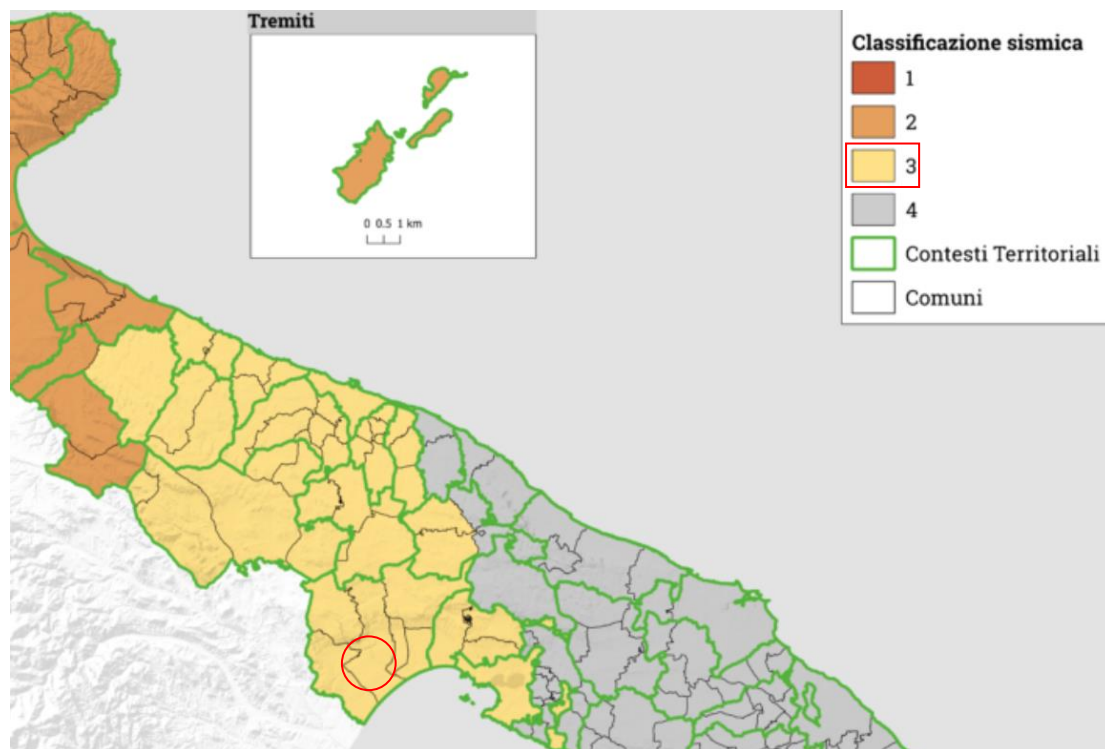 Tremiti
0 0.5 1 km
Classificazione sismica
1
2
3
4
Contesti Territoriali
Comuni